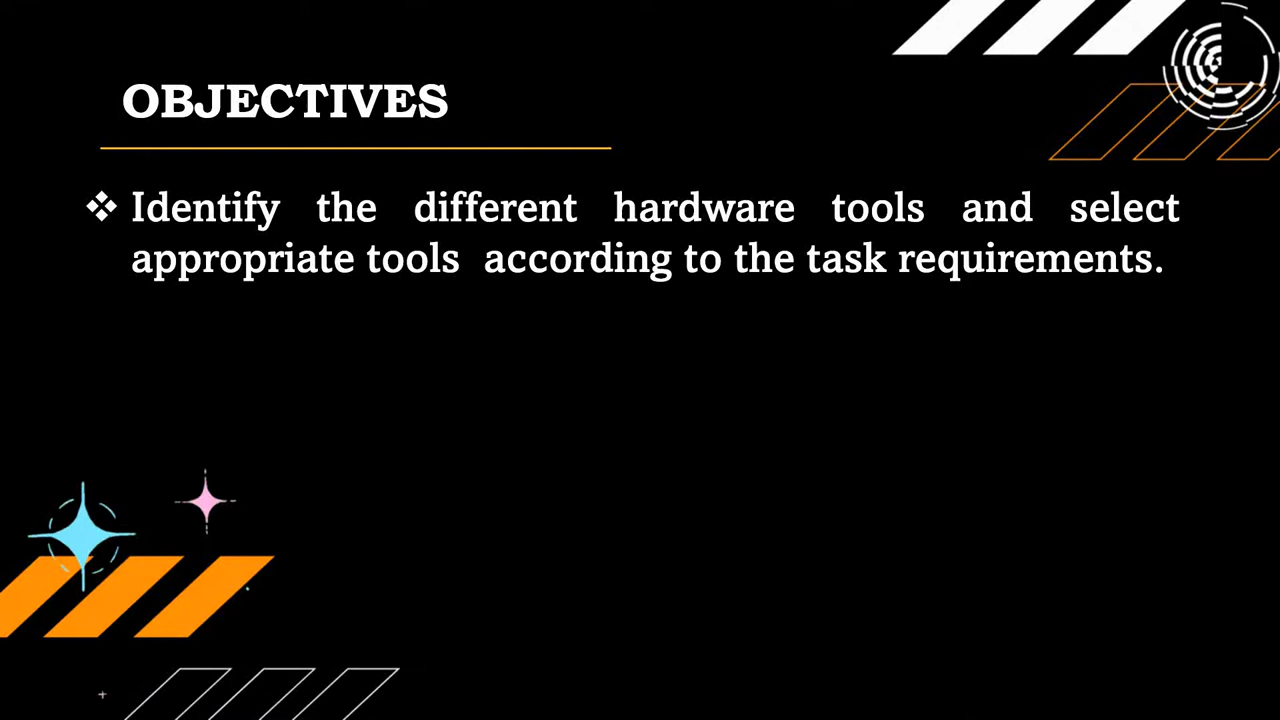 OBJECTIVES
❖ Identify the different hardware tools and select
appropriate tools  according to the task requirements.